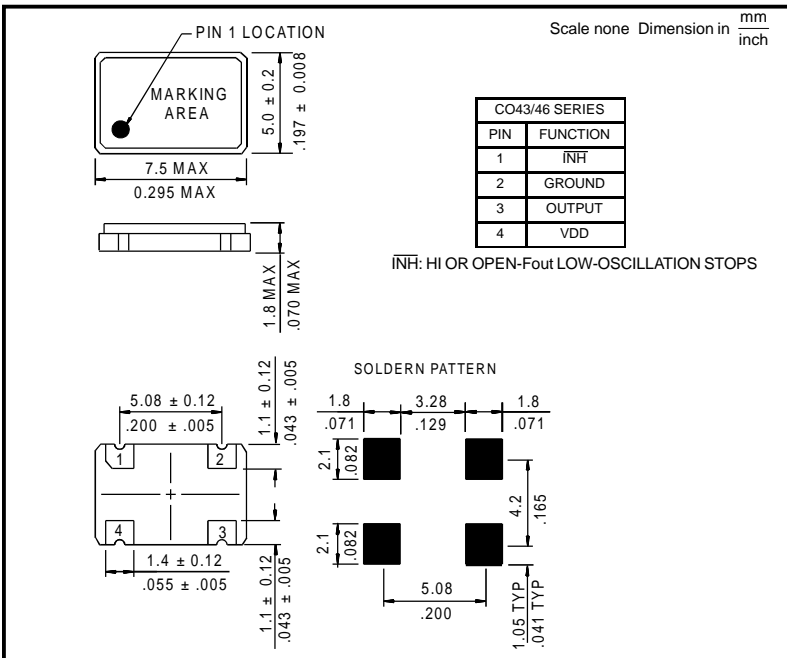 PIN 1 LOCATION
Scale none Dimension in mm
inch
MARKING
AREA
5.0 ± 0.2
.197 ± 0.008
7.5 MAX
0.295 MAX
CO43/46 SERIES
PIN FUNCTION
1 I̅N̅H̅
2 GROUND
3 OUTPUT
4 VDD
I̅N̅H̅: HI OR OPEN-Fout LOW-OSCILLATION STOPS
1.8 MAX
.070 MAX
5.08 ± 0.12
.200 ± .005
1.1 ± 0.12
.043 ± .005
1 2
4 3
1.4 ± 0.12
.055 ± .005
1.1 ± 0.12
.043 ± .005
SOLDERN PATTERN
1.8 3.28 1.8
.071 .129 .071
2.1
.082
2.1
.082
4.2
.165
5.08
.200
1.05 TYP
.041 TYP